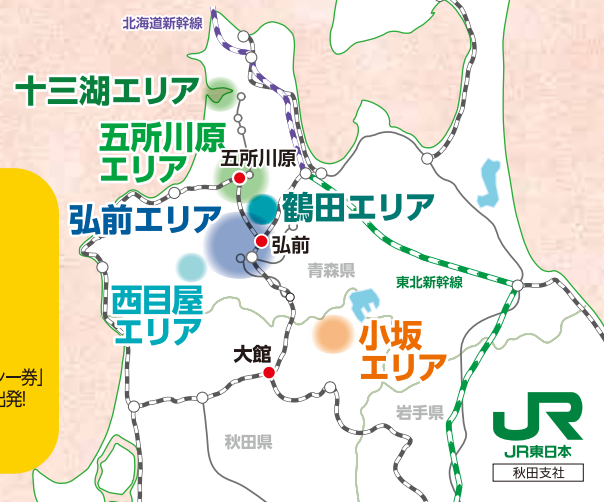 北海道新幹線
十三湖エリア
五所川原
エリア
五所川原
鶴田エリア
弘前エリア
弘前
青森県
東北新幹線
西目屋
エリア
小坂
エリア
大館
ー券」
発!
岩手県
秋田県
JR
JR東日本
秋田支社